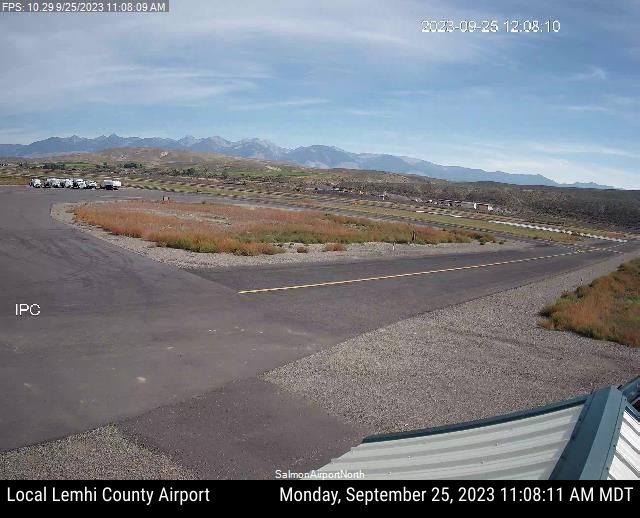 FPS: 10.29 9/25/2023 11:08:09 AM
2023-09-25 12:08:10
IPC
SalmonAirportNorth
Local Lemhi County Airport Monday, September 25, 2023 11:08:11 AM MDT